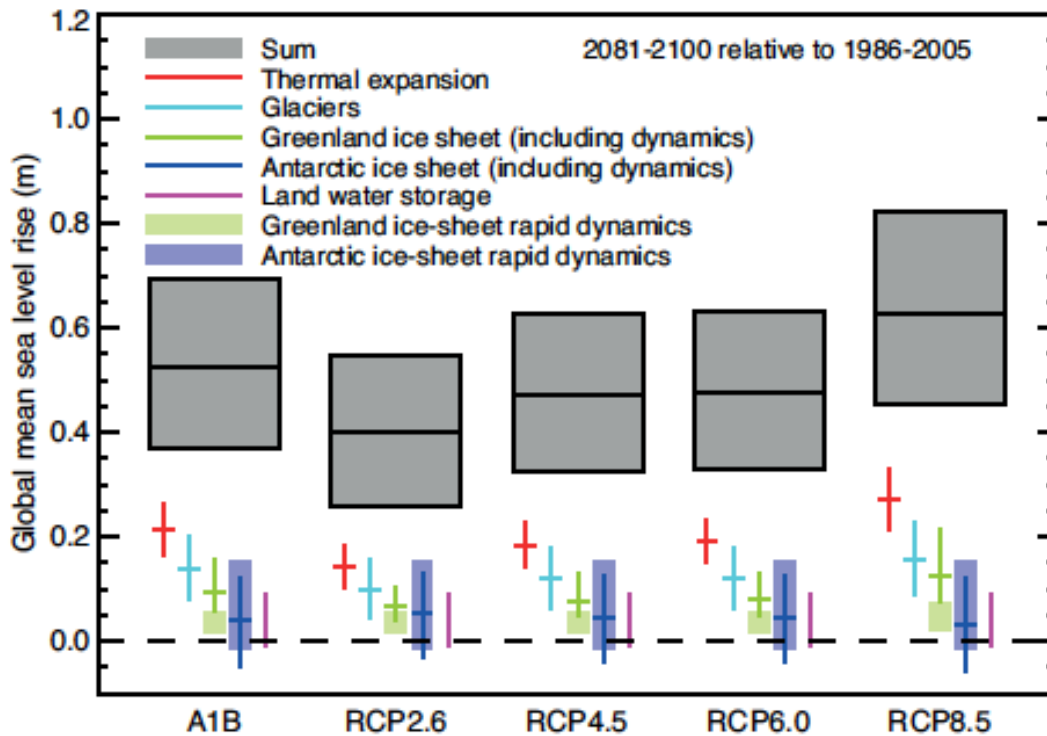 1.2
Sum
2081-2100 relative to 1986-2005
Thermal expansion
Glaciers
1.0
Greenland ice sheet (including dynamics)
Antarctic ice sheet (including dynamics)
Land water storage
0.8
Greenland ice-sheet rapid dynamics
Antarctic ice-sheet rapid dynamics
Global mean sea level rise (m)
0.6
0.4
0.2
0.0
A1B RCP2.6 RCP4.5 RCP6.0 RCP8.5